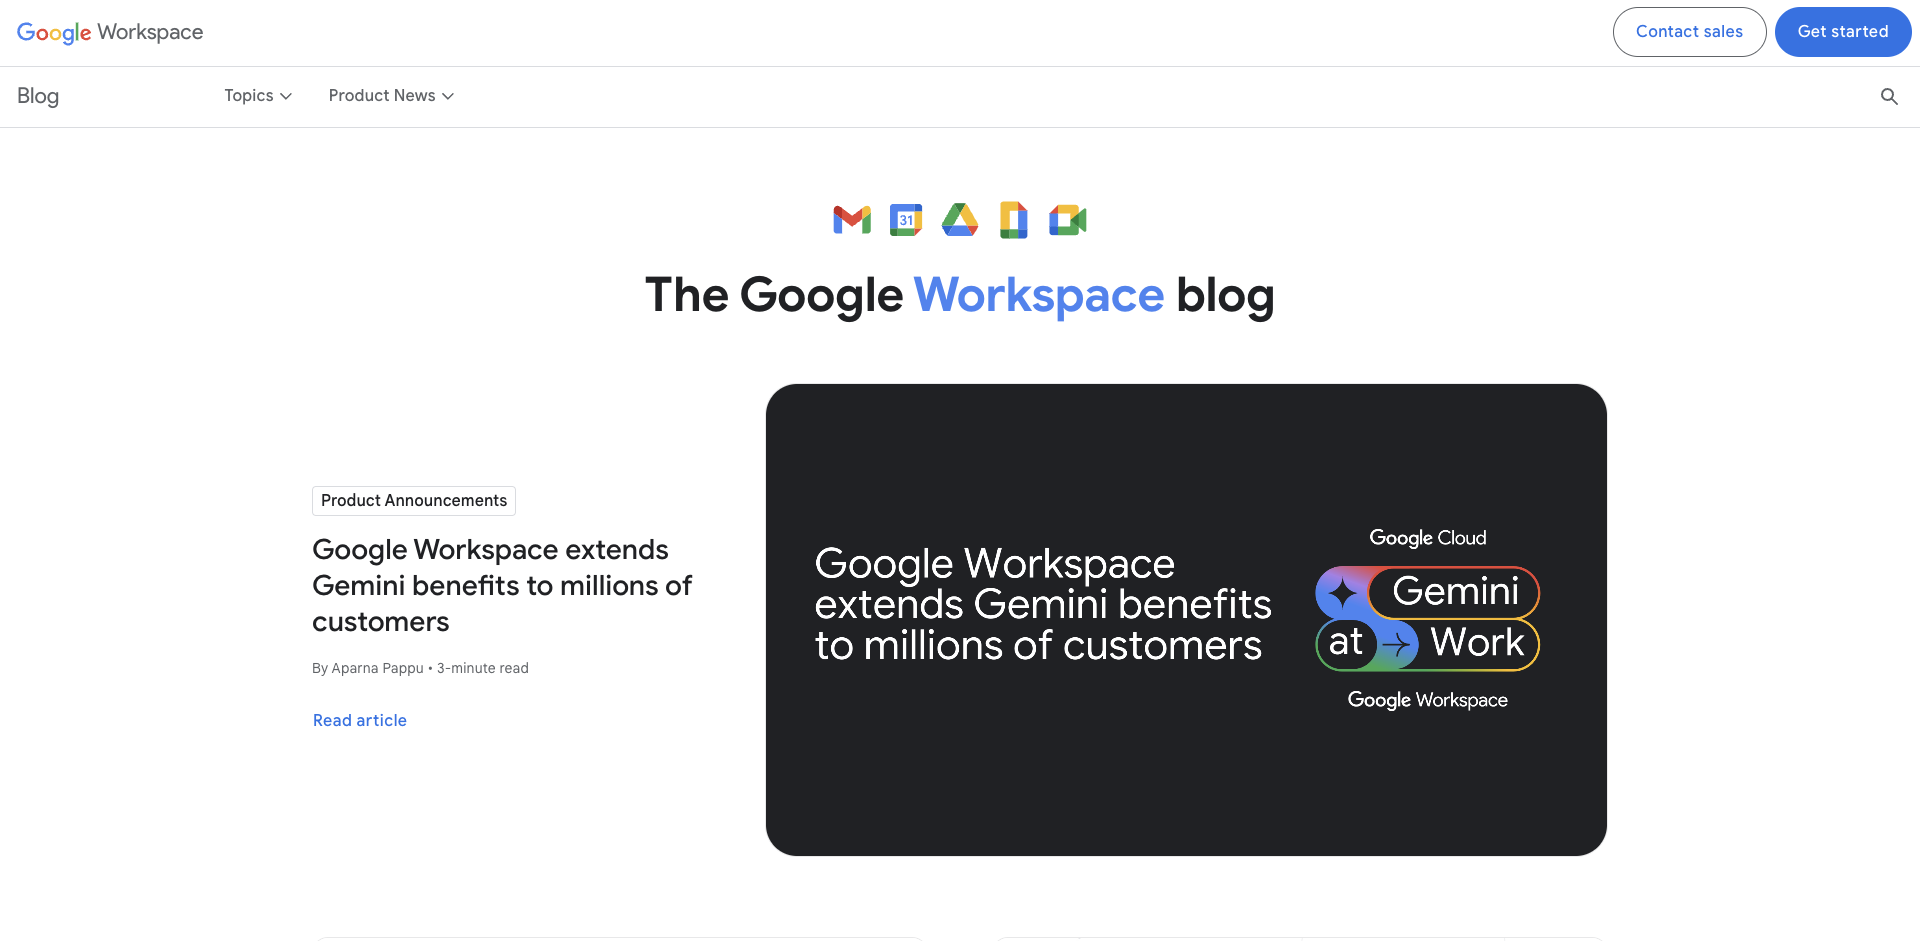 Google Workspace
Contact sales
Get started
Blog
Topics
Product News
31
The Google Workspace blog
Product Announcements
Google Workspace extends
Gemini benefits to millions of
customers
By Aparna Pappu • 3-minute read
Read article
Google Workspace
extends Gemini benefits
to millions of customers
Google Cloud
Gemini
at Work
Google Workspace